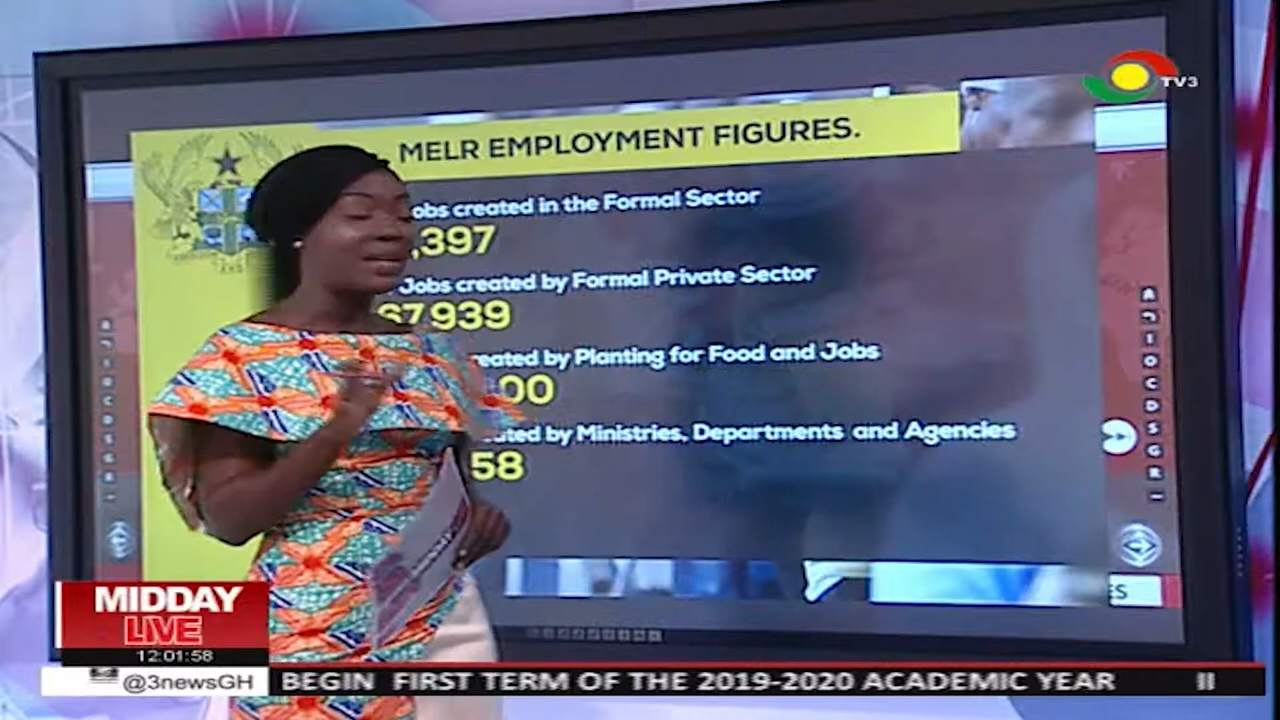 TV3
MELR EMPLOYMENT FIGURES.
obs created in the Formal Sector
,397
Jobs created by Formal Private Sector
67,939
eated by Planting for Food and Jobs
00
ated by Ministries, Departments and Agencies
58
ES
MIDDAY
LIVE
12:01:58
@3newsGH BEGIN FIRST TERM OF THE 2019-2020 ACADEMIC YEAR